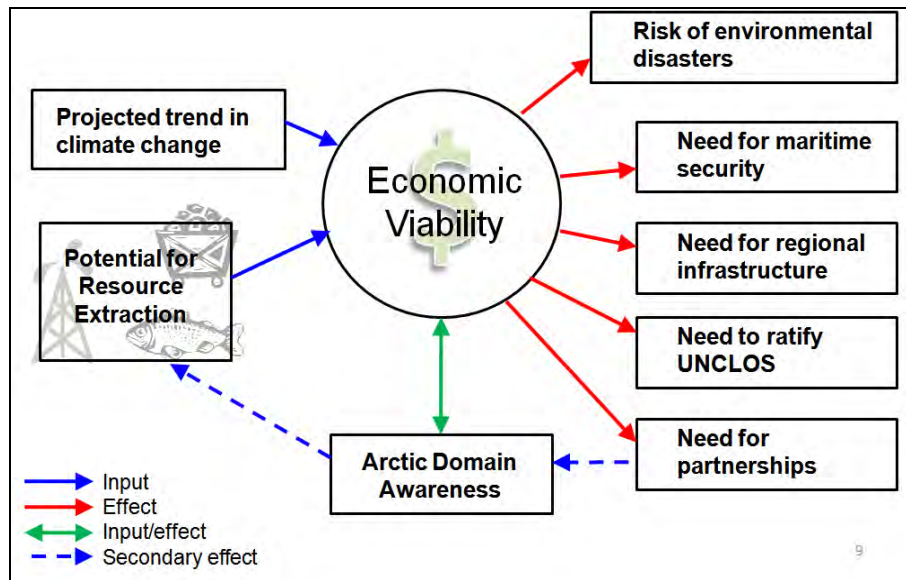 Risk of environmental
disasters
Projected trend in
climate change
$
Economic
Viability
Need for maritime
security
Potential for
Resource
Extraction
Need for regional
infrastructure
Need to ratify
UNCLOS
Arctic Domain
Awareness
Need for
partnerships
Input
Effect
Input/effect
Secondary effect
9